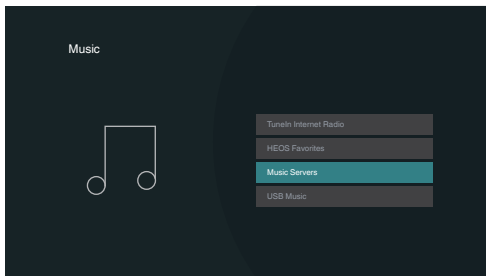 Music
TuneIn Internet Radio
HEOS Favorites
Music Servers
USB Music